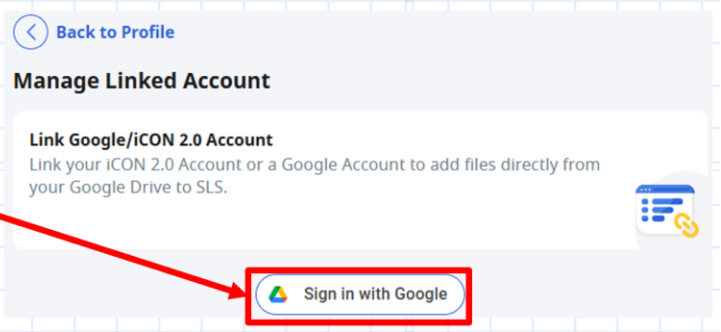 Back to Profile
Manage Linked Account
Link Google/iCON 2.0 Account
Link your iCON 2.0 Account or a Google Account to add files directly from
your Google Drive to SLS.
Sign in with Google